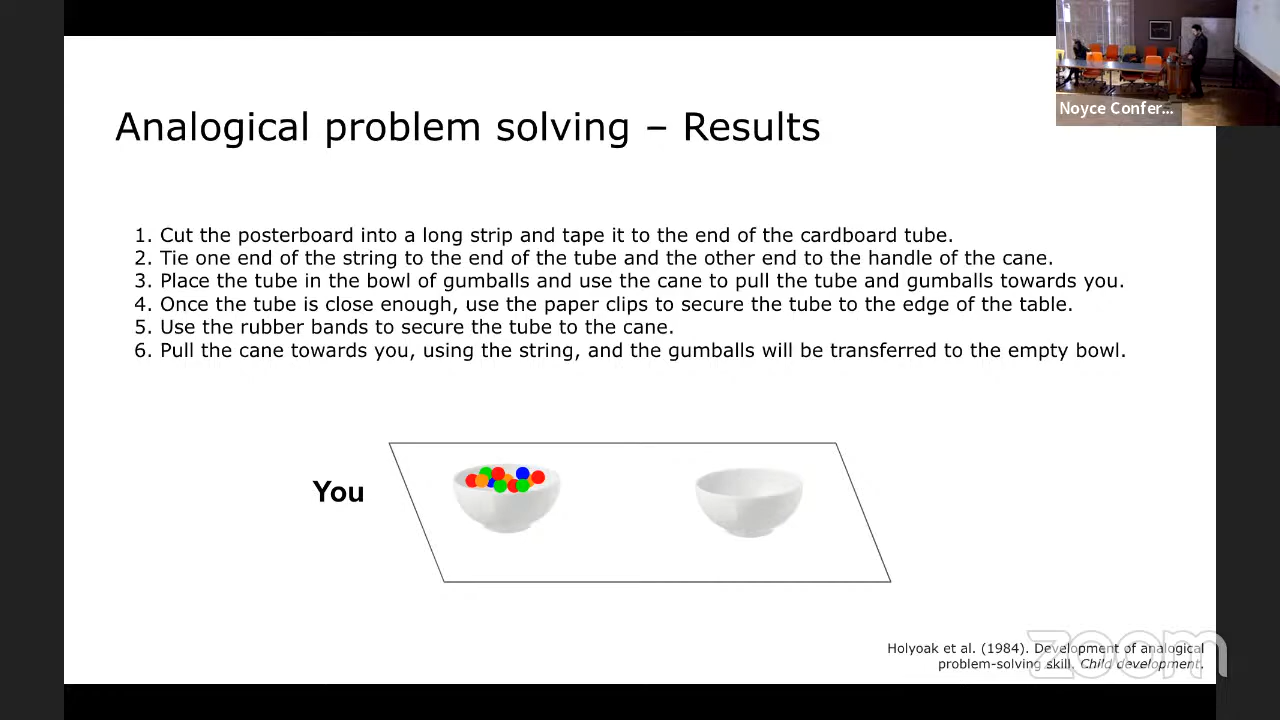 Noyce Confer...
Analogical problem solving – Results
1. Cut the posterboard into a long strip and tape it to the end of the cardboard tube.
2. Tie one end of the string to the end of the tube and the other end to the handle of the cane.
3. Place the tube in the bowl of gumballs and use the cane to pull the tube and gumballs towards you.
4. Once the tube is close enough, use the paper clips to secure the tube to the edge of the table.
5. Use the rubber bands to secure the tube to the cane.
6. Pull the cane towards you, using the string, and the gumballs will be transferred to the empty bowl.
You
Holyoak et al. (1984). Development of analogical
problem-solving skill. Child development.
zoom